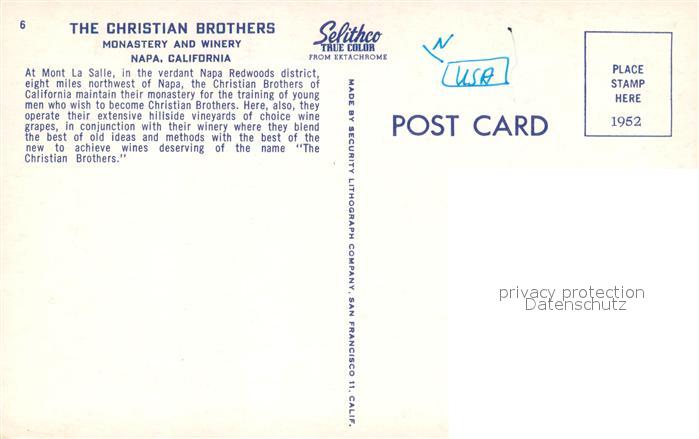 6
THE CHRISTIAN BROTHERS
MONASTERY AND WINERY
NAPA, CALIFORNIA
At Mont La Salle, in the verdant Napa Redwoods district,
eight miles northwest of Napa, the Christian Brothers of
California maintain their monastery for the training of young
men who wish to become Christian Brothers. Here, also, they
operate their extensive hillside vineyards of choice wine
grapes, in conjunction with their winery where they blend
the best of old ideas and methods with the best of the
new to achieve wines deserving of the name "The
Christian Brothers."
Selithco
TRUE COLOR
FROM EKTACHROME
MADE BY SECURITY LITHOGRAPH COMPANY, SAN FRANCISCO 11, CALIF.
N
USA
POST CARD
PLACE
STAMP
HERE
1952
privacy protection
Datenschutz